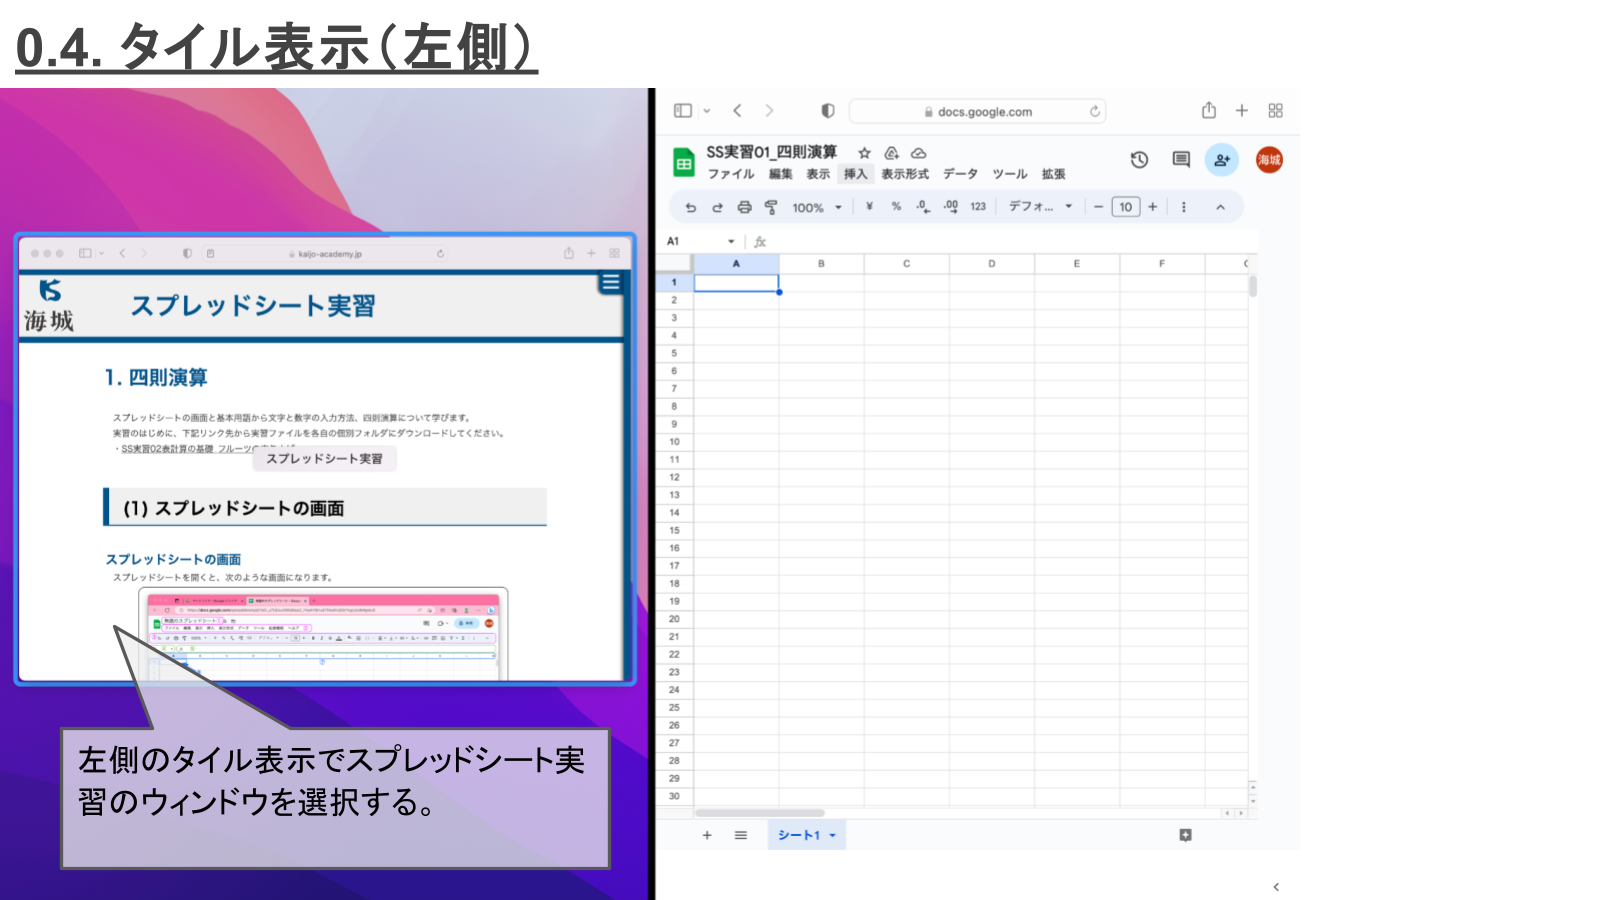 0.4. タイル表示（左側）
docs.google.com
SS実習01_四則演算
ファイル 編集 表示 挿入 表示形式 データ ツール 拡張
海城
100% ¥ % .0 .00 123 デフォ... − 10 +
A1 fx
A B C D E F
1
2
3
4
5
6
7
8
9
10
11
12
13
14
15
16
17
18
19
20
21
22
23
24
25
26
27
28
29
30
シート1
kaijo-academy.jp
海城
スプレッドシート実習
1. 四則演算
スプレッドシートの画面と基本用語から文字と数字の入力方法、四則演算について学びます。
実習のはじめに、下記リンク先から実習ファイルを各自の個別フォルダにダウンロードしてください。
・SS実習02表計算の基礎_フルーツ
スプレッドシート実習
(1) スプレッドシートの画面
スプレッドシートの画面
スプレッドシートを開くと、次のような画面になります。
左側のタイル表示でスプレッドシート実
習のウィンドウを選択する。